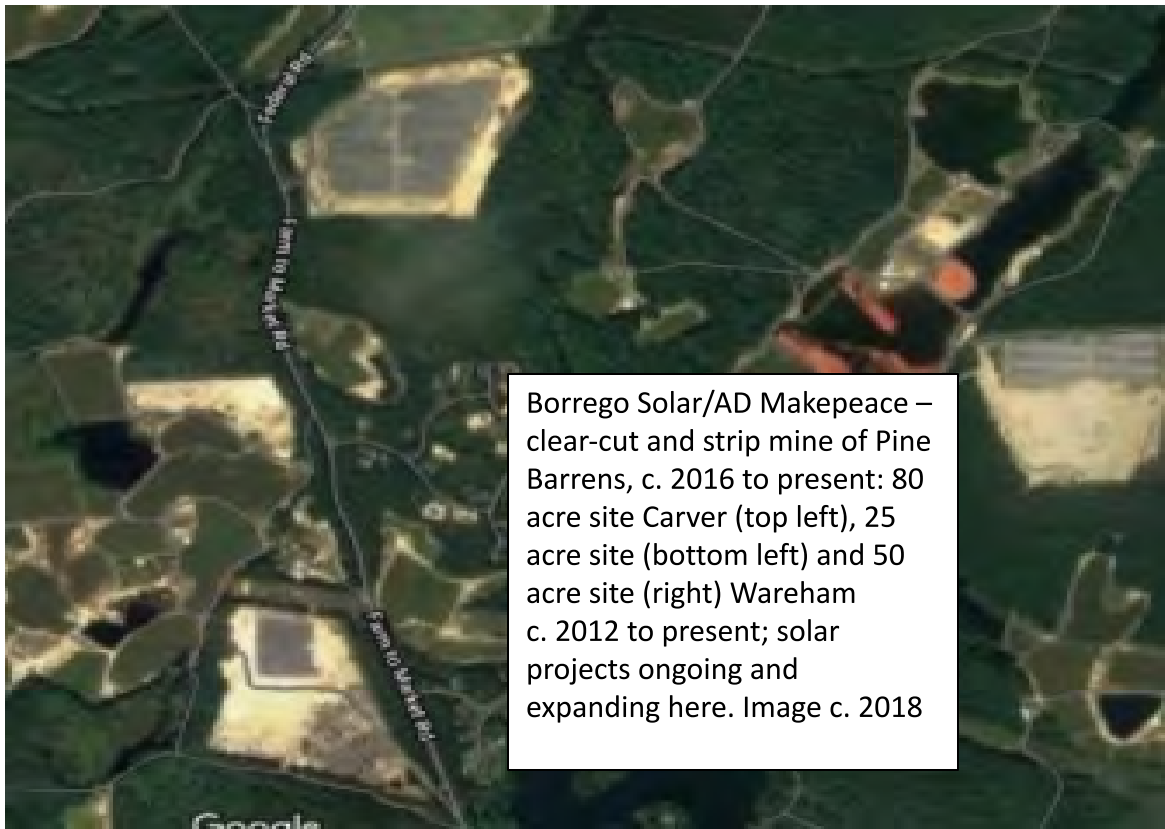 Federal Rd
Farm to Market Rd
Borrego Solar/AD Makepeace –
clear-cut and strip mine of Pine
Barrens, c. 2016 to present: 80
acre site Carver (top left), 25
acre site (bottom left) and 50
acre site (right) Wareham
c. 2012 to present; solar
projects ongoing and
expanding here. Image c. 2018
Farm to Market Rd
Google